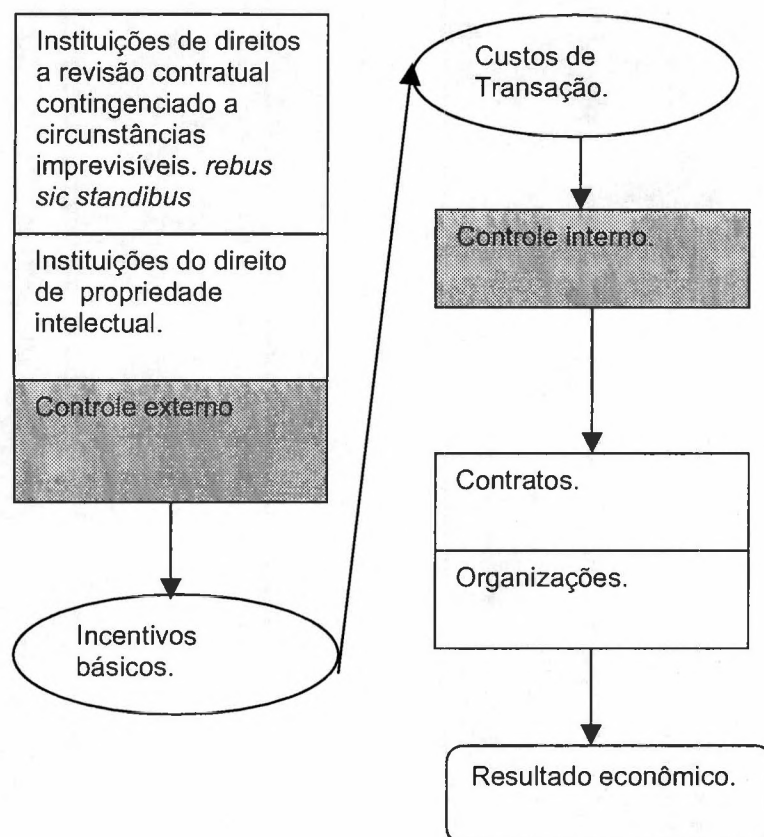 Instituições de direitos
a revisão contratual
contingenciado a
circunstâncias
imprevisíveis. rebus
sic standibus
Instituições do direito
de propriedade
intelectual.
Controle externo
Incentivos
básicos.
Custos de
Transação.
Controle interno.
Contratos.
Organizações.
Resultado econômico.